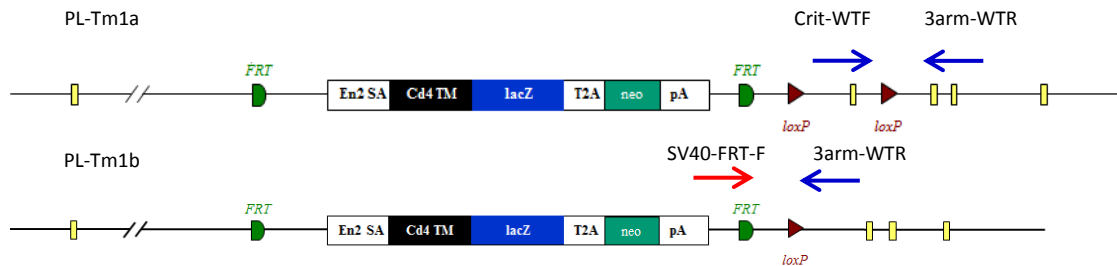 PL-Tm1a Crit-WTF 3arm-WTR
FRT FRT
En2 SA Cd4 TM lacZ T2A neo pA
loxP loxP
PL-Tm1b SV40-FRT-F 3arm-WTR
FRT FRT
En2 SA Cd4 TM lacZ T2A neo pA
loxP